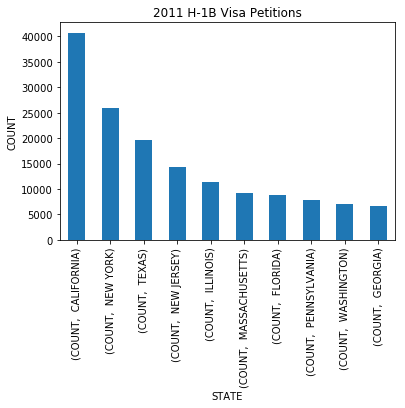 2011 H-1B Visa Petitions
COUNT
40000
35000
30000
25000
20000
15000
10000
5000
0
(COUNT,  CALIFORNIA)
(COUNT,  NEW YORK)
(COUNT,  TEXAS)
(COUNT,  NEW JERSEY)
(COUNT,  ILLINOIS)
(COUNT,  MASSACHUSETTS)
(COUNT,  FLORIDA)
(COUNT,  PENNSYLVANIA)
(COUNT,  WASHINGTON)
(COUNT,  GEORGIA)
STATE